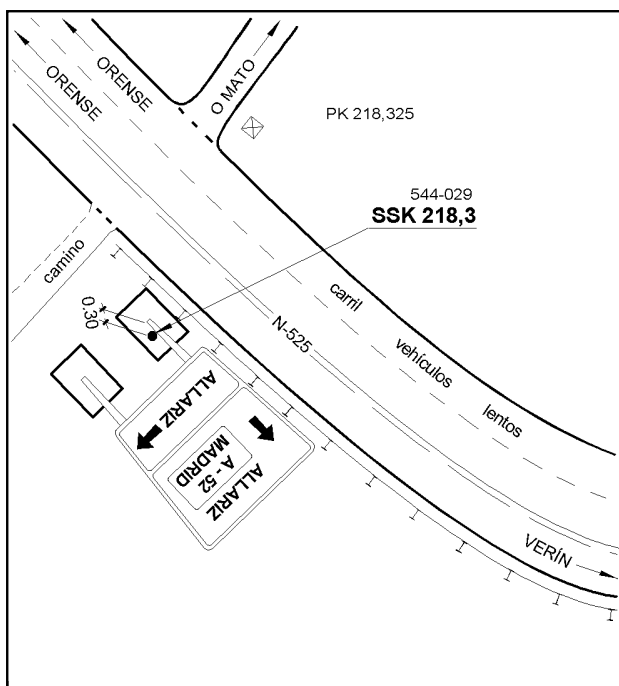 ORENSE
ORENSE
O MATO
PK 218,325
544-029
SSK 218,3
camino
0.30
carril
vehículos
lentos
N-525
ALLARIZ
MADRID
A - 52
ALLARIZ
VERÍN